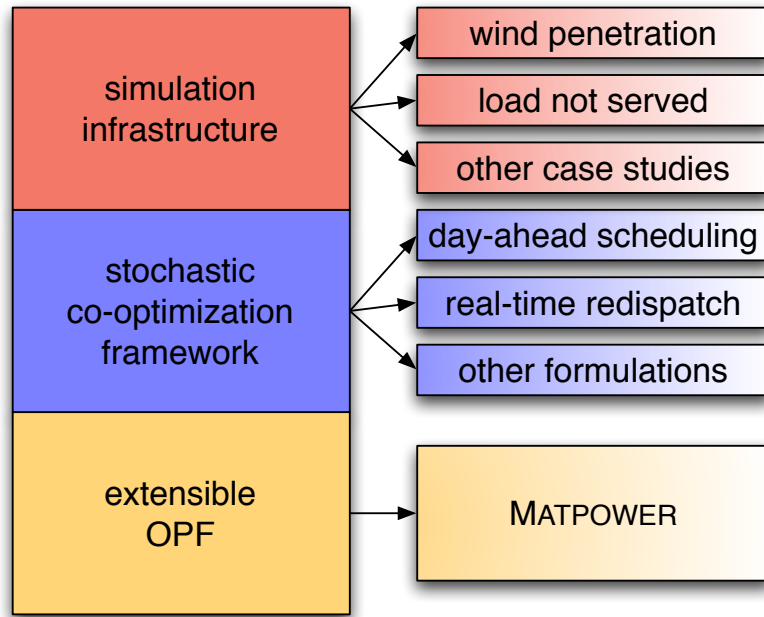 simulation
infrastructure
wind penetration
load not served
other case studies
stochastic
co-optimization
framework
day-ahead scheduling
real-time redispatch
other formulations
extensible
OPF
MATPOWER